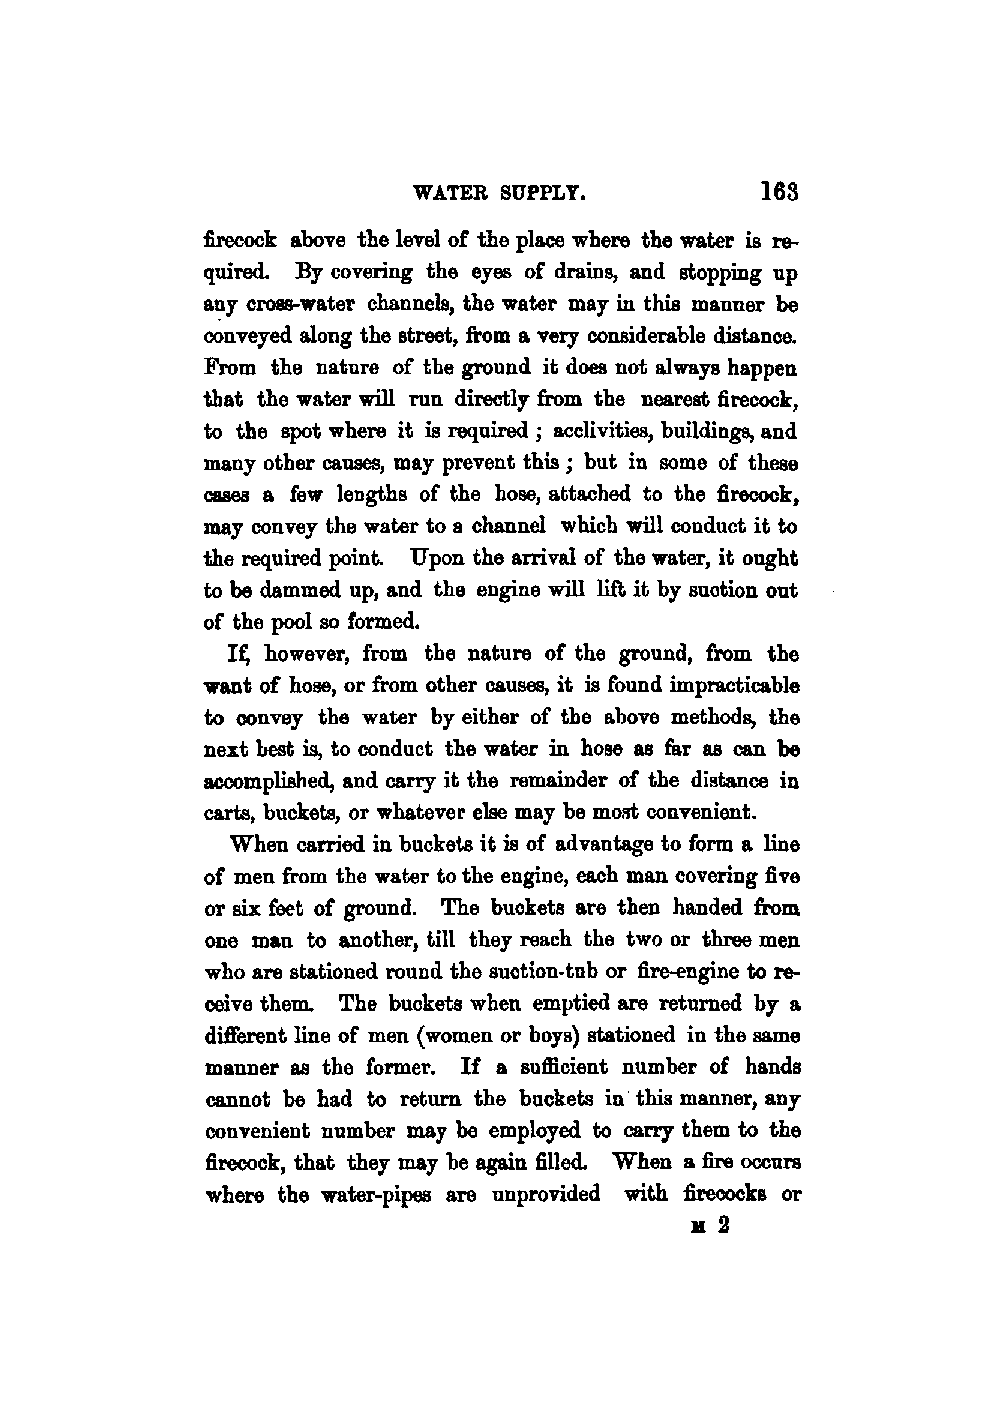 WATER SUPPLY. 163
firecock above the level of the place where the water is re-
quired. By covering the eyes of drains, and stopping up
any cross-water channels, the water may in this manner be
conveyed along the street, from a very considerable distance.
From the nature of the ground it does not always happen
that the water will run directly from the nearest firecock,
to the spot where it is required ; acclivities, buildings, and
many other causes, may prevent this ; but in some of these
cases a few lengths of the hose, attached to the firecock,
may convey the water to a channel which will conduct it to
the required point. Upon the arrival of the water, it ought
to be dammed up, and the engine will lift it by suction out
of the pool so formed.
If, however, from the nature of the ground, from the
want of hose, or from other causes, it is found impracticable
to convey the water by either of the above methods, the
next best is, to conduct the water in hose as far as can be
accomplished, and carry it the remainder of the distance in
carts, buckets, or whatever else may be most convenient.
When carried in buckets it is of advantage to form a line
of men from the water to the engine, each man covering five
or six feet of ground. The buckets are then handed from
one man to another, till they reach the two or three men
who are stationed round the suction-tub or fire-engine to re-
ceive them. The buckets when emptied are returned by a
different line of men (women or boys) stationed in the same
manner as the former. If a sufficient number of hands
cannot be had to return the buckets in this manner, any
convenient number may be employed to carry them to the
firecock, that they may be again filled. When a fire occurs
where the water-pipes are unprovided with firecocks or
M 2